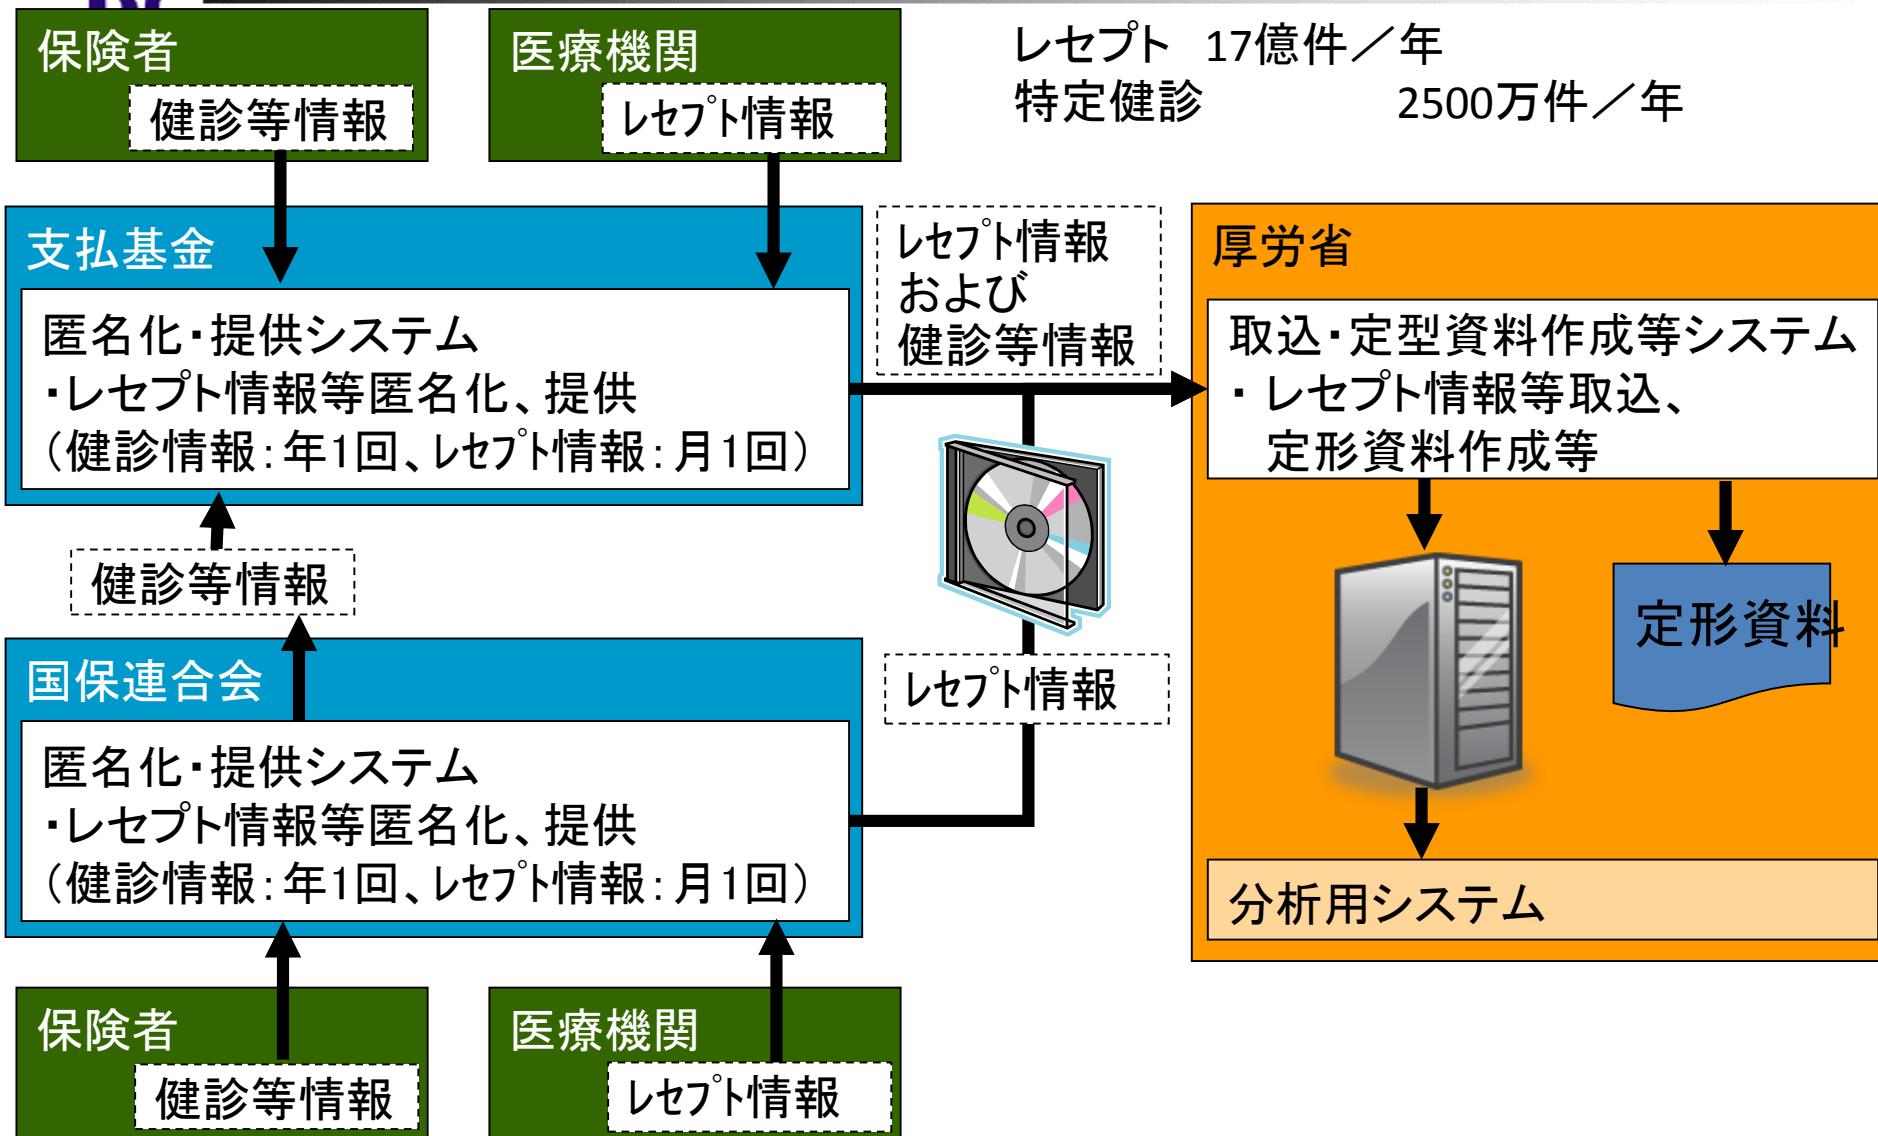 保険者
健診等情報
医療機関
レセプト情報
レセプト 17億件／年
特定健診 2500万件／年
支払基金
匿名化・提供システム
・レセプト情報等匿名化、提供
（健診情報：年1回、レセプト情報：月1回）
レセプト情報
および
健診等情報
厚労省
取込・定型資料作成等システム
・レセプト情報等取込、
定形資料作成等
健診等情報
定形資料
国保連合会
匿名化・提供システム
・レセプト情報等匿名化、提供
（健診情報：年1回、レセプト情報：月1回）
レセプト情報
分析用システム
保険者
健診等情報
医療機関
レセプト情報